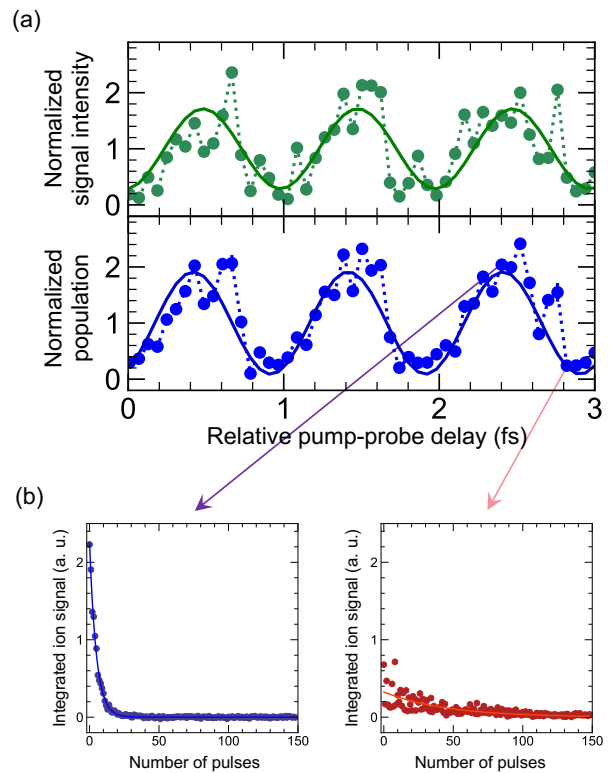 (a)
Normalized
signal intensity
2
1
0
Normalized
population
2
1
0
0 1 2 3
Relative pump-probe delay (fs)
(b)
Integrated ion signal (a. u.)
2
1
0
0 50 100 150
Number of pulses
Integrated ion signal (a. u.)
2
1
0
0 50 100 150
Number of pulses